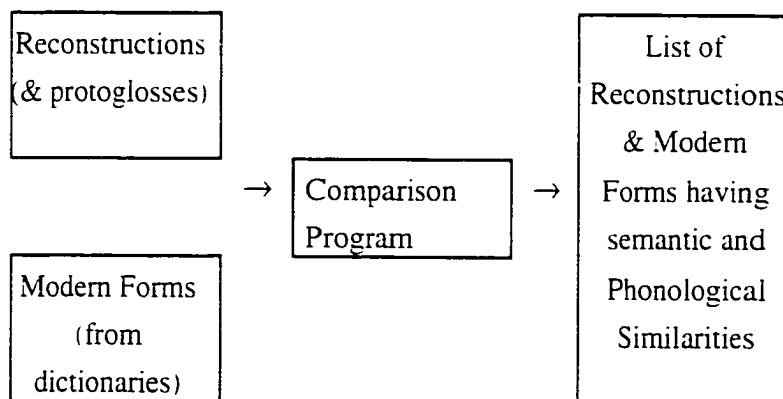 Reconstructions
(& protoglosses)
Modern Forms
(from
dictionaries)
→
Comparison
Program
→
List of
Reconstructions
& Modern
Forms having
semantic and
Phonological
Similarities